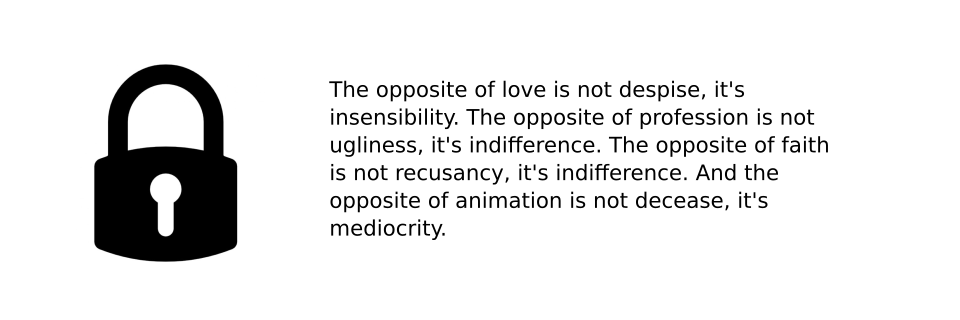 The opposite of love is not despise, it's
insensibility. The opposite of profession is not
ugliness, it's indifference. The opposite of faith
is not recusancy, it's indifference. And the
opposite of animation is not decease, it's
mediocrity.